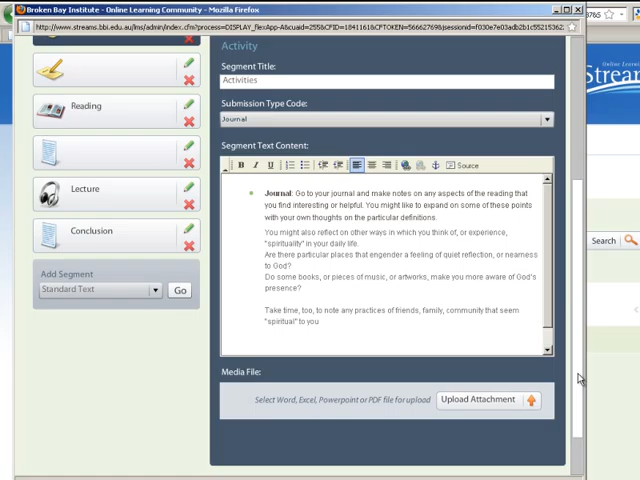 Broken Bay Institute - Online Learning Community - Mozilla Firefox
Activity
Segment Title:
Activities
Reading
Submission Type Code:
Journal
Segment Text Content:
B I U Source
Lecture
Journal: Go to your journal and make notes on any aspects of the reading that
you find interesting or helpful. You might like to expand on some of these points
with your own thoughts on the particular definitions.
Conclusion
You might also reflect on other ways in which you think of, or experience,
"spirituality" in your daily life.
Are there particular places that engender a feeling of quiet reflection, or nearness
to God?
Do some books, or pieces of music, or artworks, make you more aware of God's
presence?
Add Segment
Standard Text
Go
Take time, too, to note any practices of friends, family, community that seem
"spiritual" to you
Media File:
Select Word, Excel, Powerpoint or PDF file for upload
Upload Attachment
Online Learn
Stream
Search